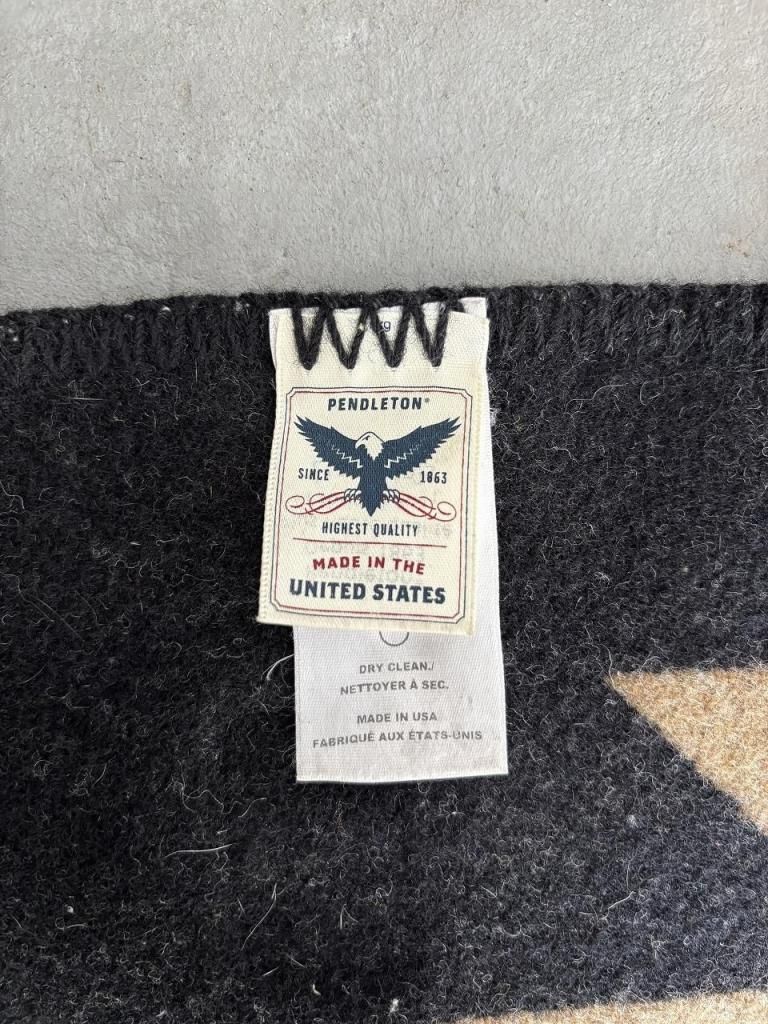 PENDLETON®
SINCE 1863
HIGHEST QUALITY
MADE IN THE
UNITED STATES
DRY CLEAN./
NETTOYER À SEC.
MADE IN USA
FABRIQUÉ AUX ÉTATS-UNIS